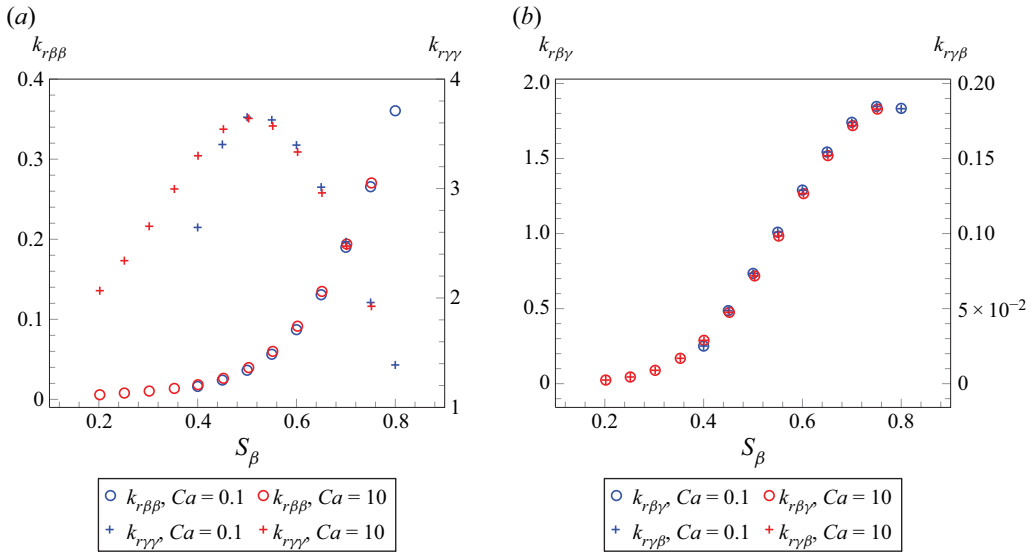 (a)
k_rββ k_rγγ
0.4 4
0.3 3
0.2 2
0.1
0 1
0.2 0.4 0.6 0.8
S_β
k_rββ, Ca = 0.1 k_rββ, Ca = 10
k_rγγ, Ca = 0.1 k_rγγ, Ca = 10
(b)
k_rβγ k_rγβ
2.0 0.20
1.5 0.15
1.0 0.10
0.5 5 × 10⁻²
0 0
0.2 0.4 0.6 0.8
S_β
k_rβγ, Ca = 0.1 k_rβγ, Ca = 10
k_rγβ, Ca = 0.1 k_rγβ, Ca = 10